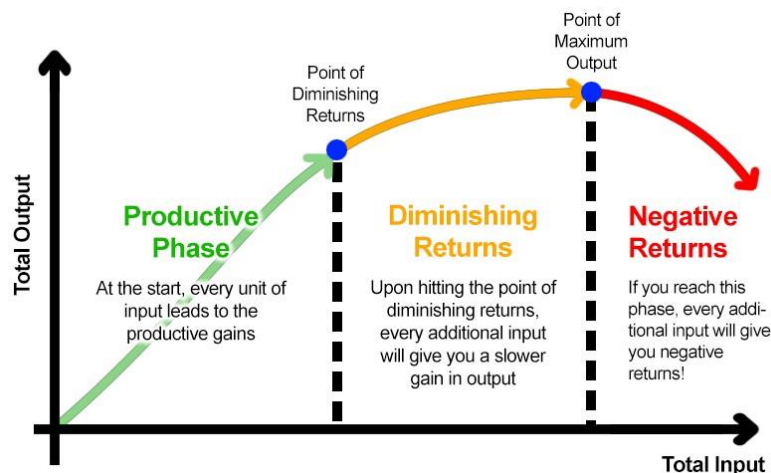 Point of
Maximum
Output
Point of
Diminishing
Returns
Total Output
Productive
Phase
At the start, every unit of
input leads to the
productive gains
Diminishing
Returns
Upon hitting the point of
diminishing returns,
every additional input
will give you a slower
gain in output
Negative
Returns
If you reach this
phase, every addi-
tional input will give
you negative
returns!
Total Input